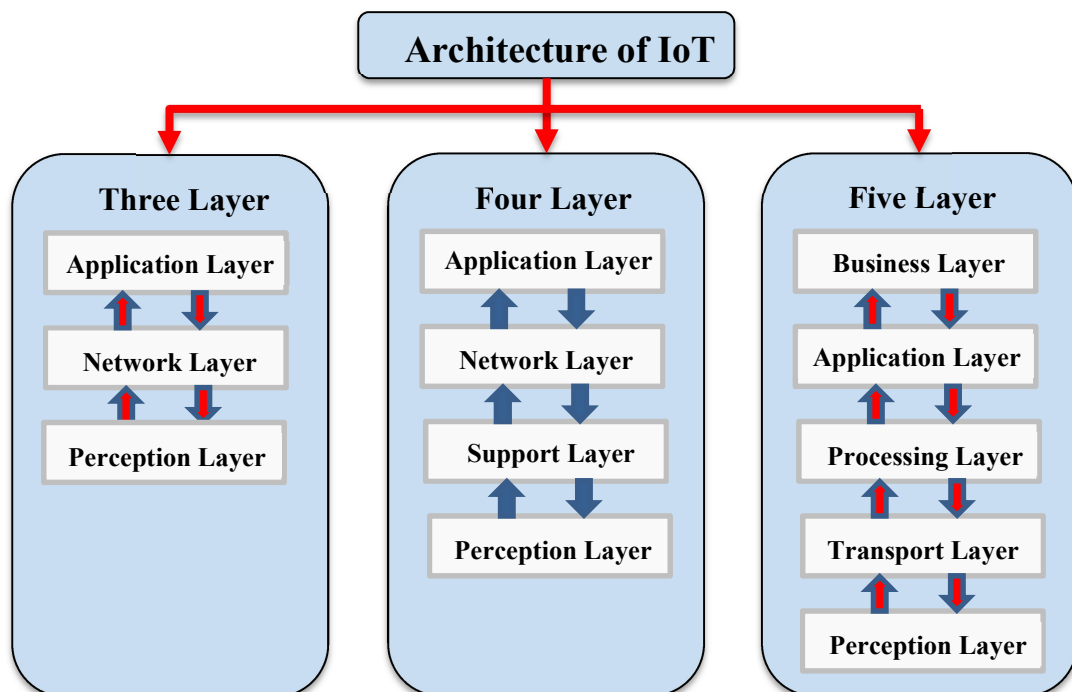 Architecture of IoT
Three Layer
Application Layer
Network Layer
Perception Layer
Four Layer
Application Layer
Network Layer
Support Layer
Perception Layer
Five Layer
Business Layer
Application Layer
Processing Layer
Transport Layer
Perception Layer